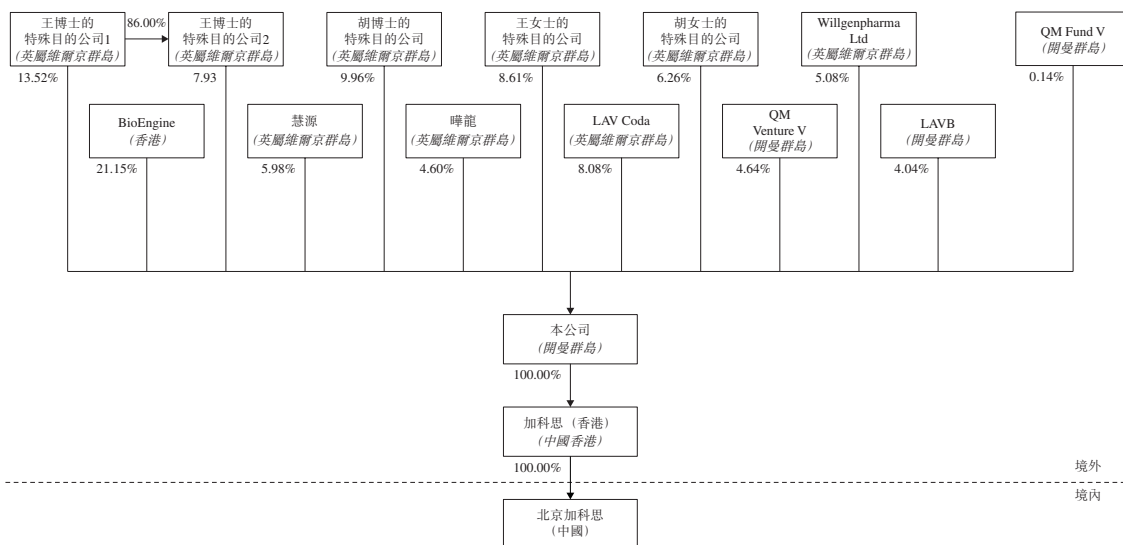 王博士的
特殊目的公司1
(英屬維爾京群島)
86.00%
王博士的
特殊目的公司2
(英屬維爾京群島)
胡博士的
特殊目的公司
(英屬維爾京群島)
王女士的
特殊目的公司
(英屬維爾京群島)
胡女士的
特殊目的公司
(英屬維爾京群島)
Willgenpharma
Ltd
(英屬維爾京群島)
QM Fund V
(開曼群島)
13.52%
7.93
9.96%
8.61%
6.26%
5.08%
0.14%
BioEngine
(香港)
慧源
(英屬維爾京群島)
曄龍
(英屬維爾京群島)
LAV Coda
(英屬維爾京群島)
QM
Venture V
(開曼群島)
LAVB
(開曼群島)
21.15%
5.98%
4.60%
8.08%
4.64%
4.04%
本公司
(開曼群島)
100.00%
加科思（香港）
(中國香港)
100.00%
境外
境內
北京加科思
（中國）